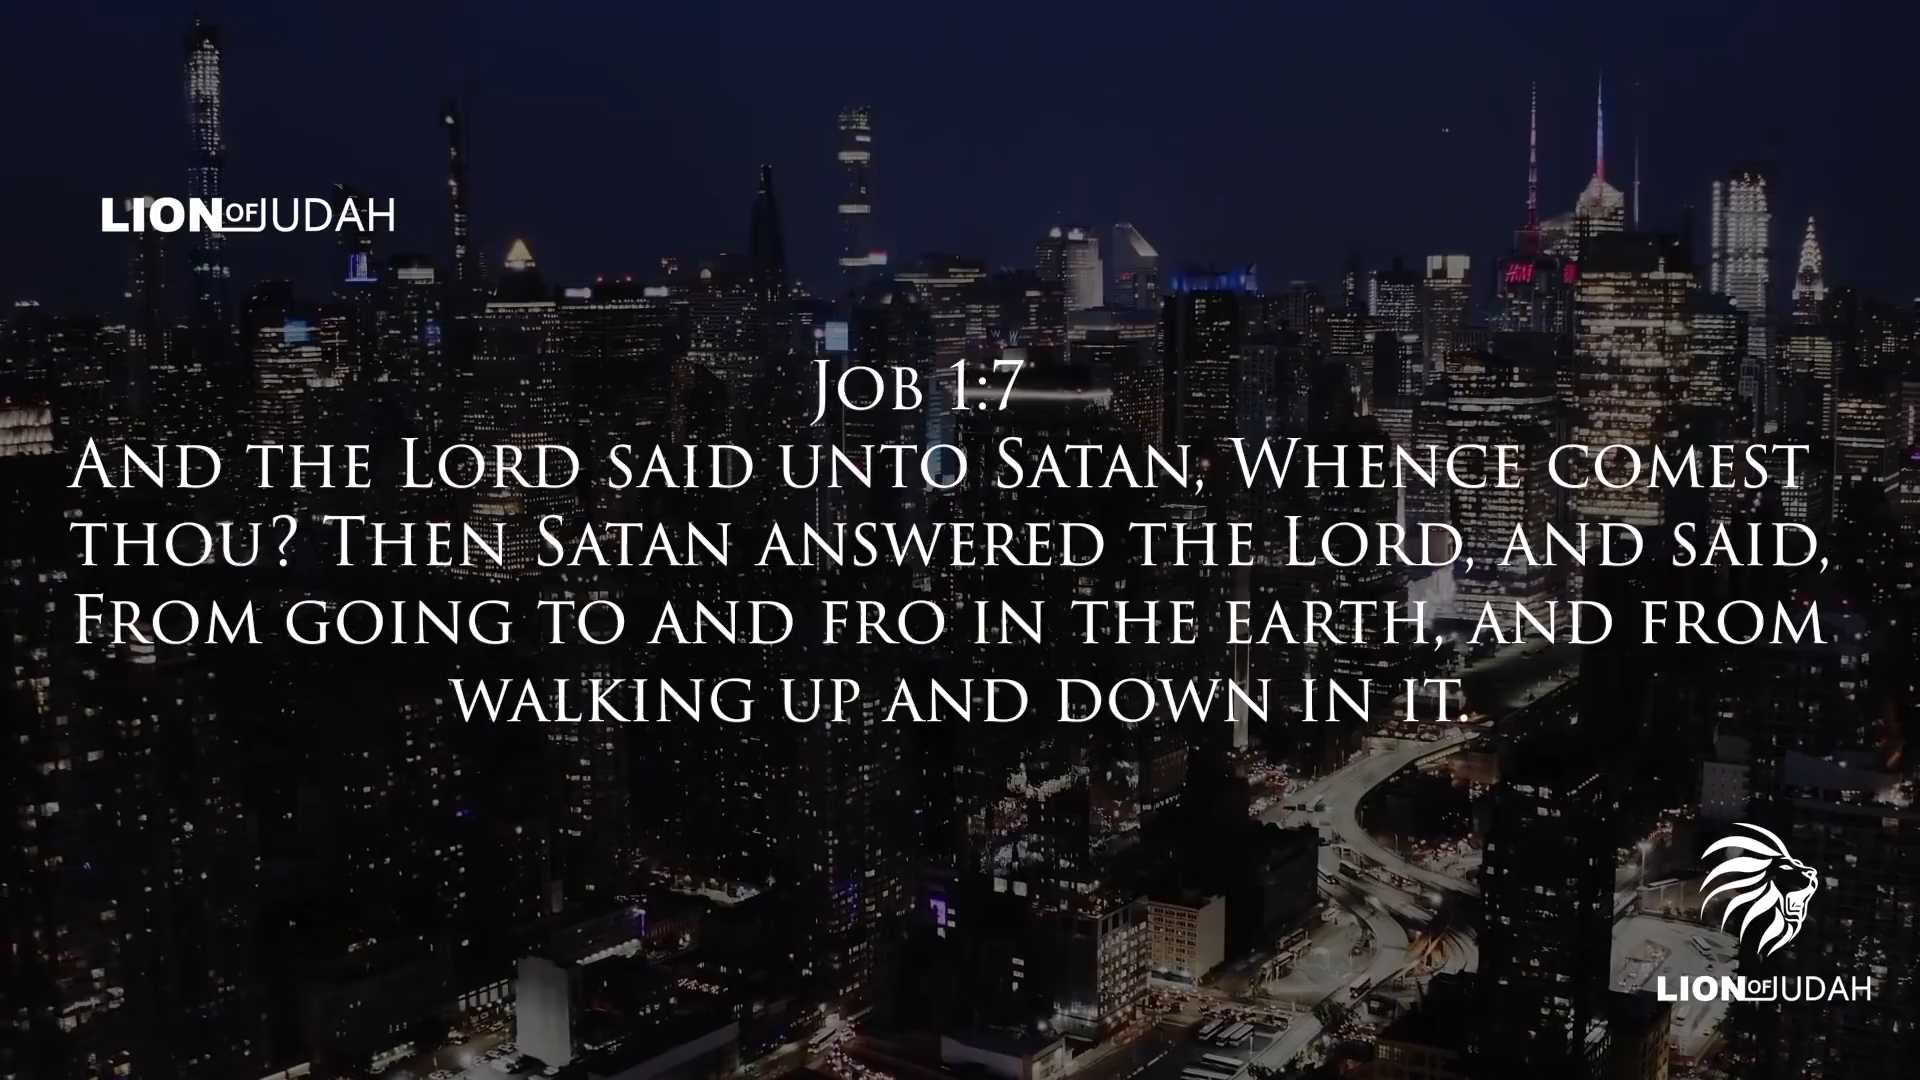 LION OF JUDAH
Job 1:7
And the Lord said unto Satan, Whence comest
thou? Then Satan answered the Lord, and said,
From going to and fro in the earth, and from
walking up and down in it.
LION OF JUDAH